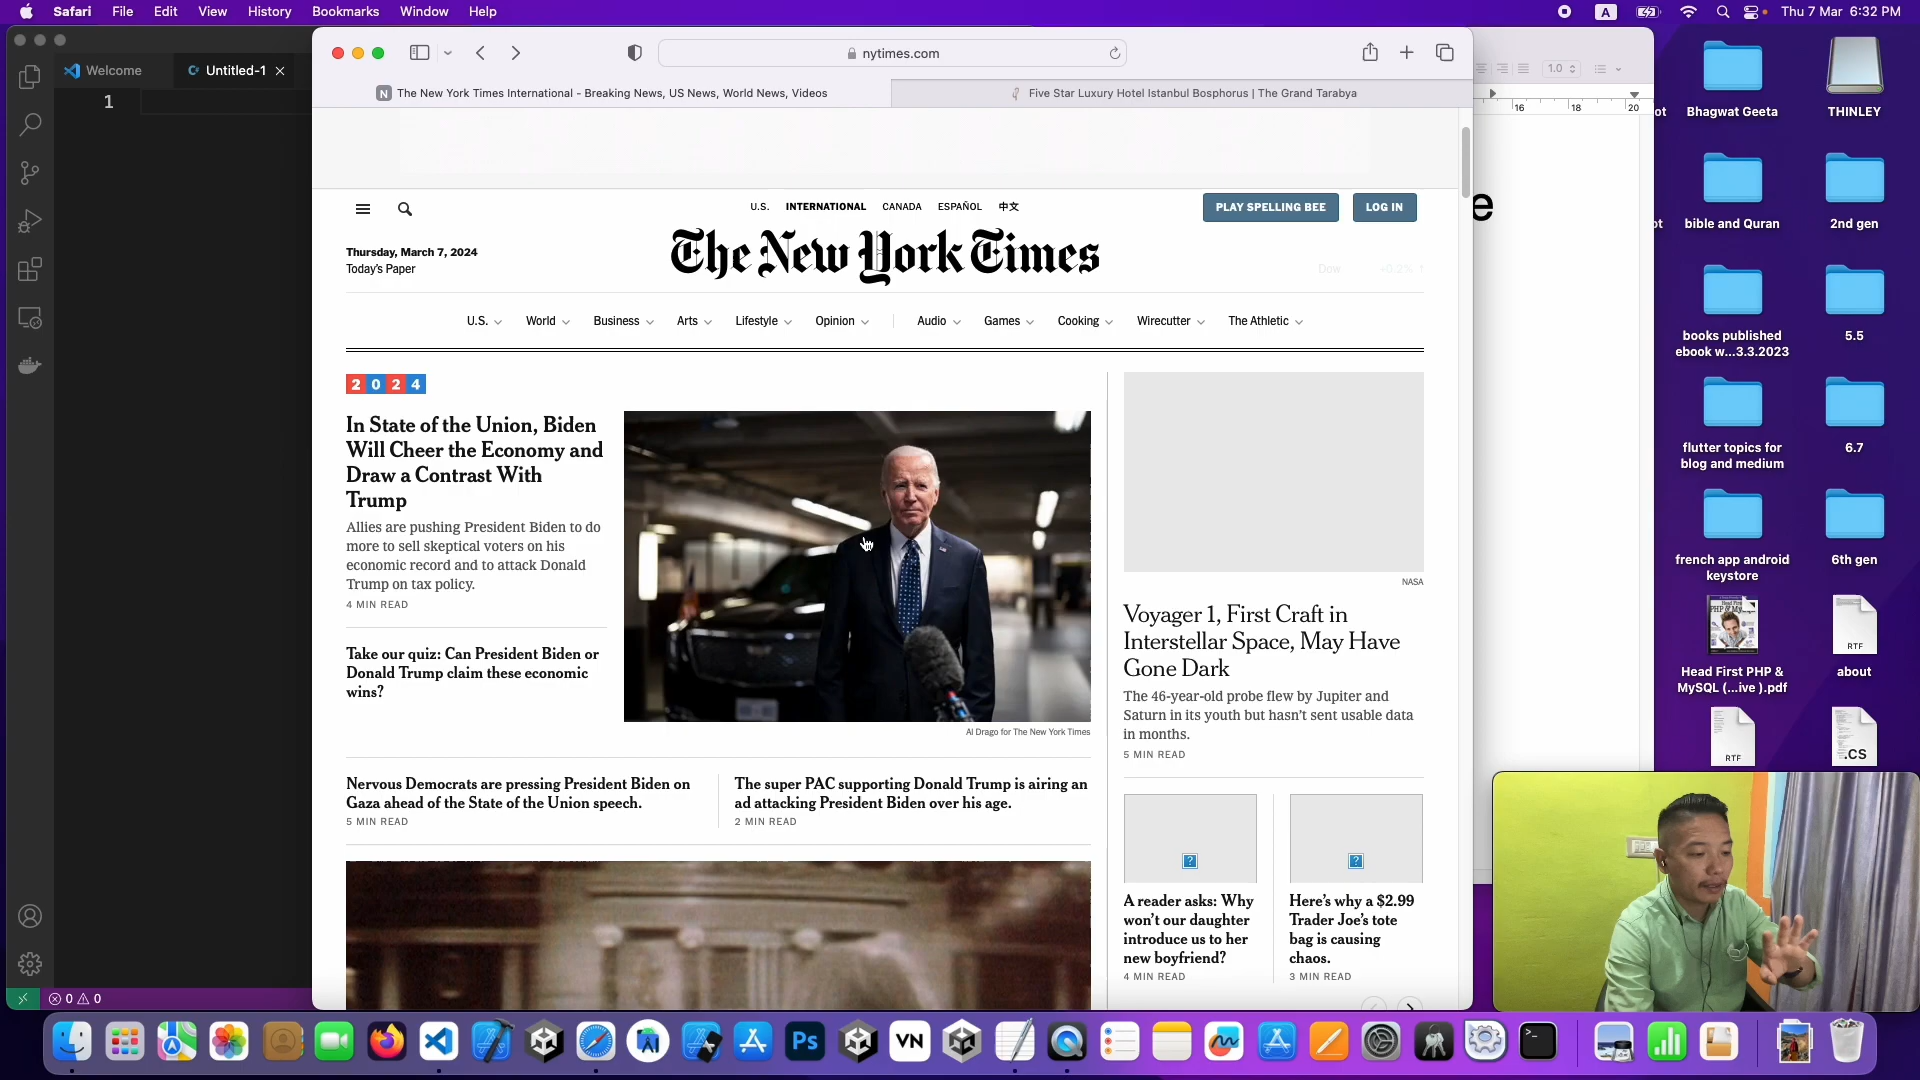 Safari File Edit View History Bookmarks Window Help
A
Thu 7 Mar 6:32 PM
Welcome
Untitled-1
1
nytimes.com
N The New York Times International - Breaking News, US News, World News, Videos
Five Star Luxury Hotel Istanbul Bosphorus | The Grand Tarabya
1.0
16 18 20
e
U.S. INTERNATIONAL CANADA ESPAÑOL 中文
PLAY SPELLING BEE
LOG IN
Thursday, March 7, 2024
Today's Paper
The New York Times
Dow +0.2% ↑
U.S. World Business Arts Lifestyle Opinion Audio Games Cooking Wirecutter The Athletic
2024
In State of the Union, Biden
Will Cheer the Economy and
Draw a Contrast With
Trump
Allies are pushing President Biden to do
more to sell skeptical voters on his
economic record and to attack Donald
Trump on tax policy.
4 MIN READ
Take our quiz: Can President Biden or
Donald Trump claim these economic
wins?
Al Drago for The New York Times
Nervous Democrats are pressing President Biden on
Gaza ahead of the State of the Union speech.
5 MIN READ
The super PAC supporting Donald Trump is airing an
ad attacking President Biden over his age.
2 MIN READ
NASA
Voyager 1, First Craft in
Interstellar Space, May Have
Gone Dark
The 46-year-old probe flew by Jupiter and
Saturn in its youth but hasn't sent usable data
in months.
5 MIN READ
A reader asks: Why
won't our daughter
introduce us to her
new boyfriend?
4 MIN READ
Here's why a $2.99
Trader Joe's tote
bag is causing
chaos.
3 MIN READ
ot
Bhagwat Geeta
THINLEY
ot
bible and Quran
2nd gen
books published
ebook w...3.3.2023
5.5
flutter topics for
blog and medium
6.7
french app android
keystore
6th gen
Head First PHP &
MySQL (...ive ).pdf
RTF
about
RTF
.CS
0 0
Ps
VN